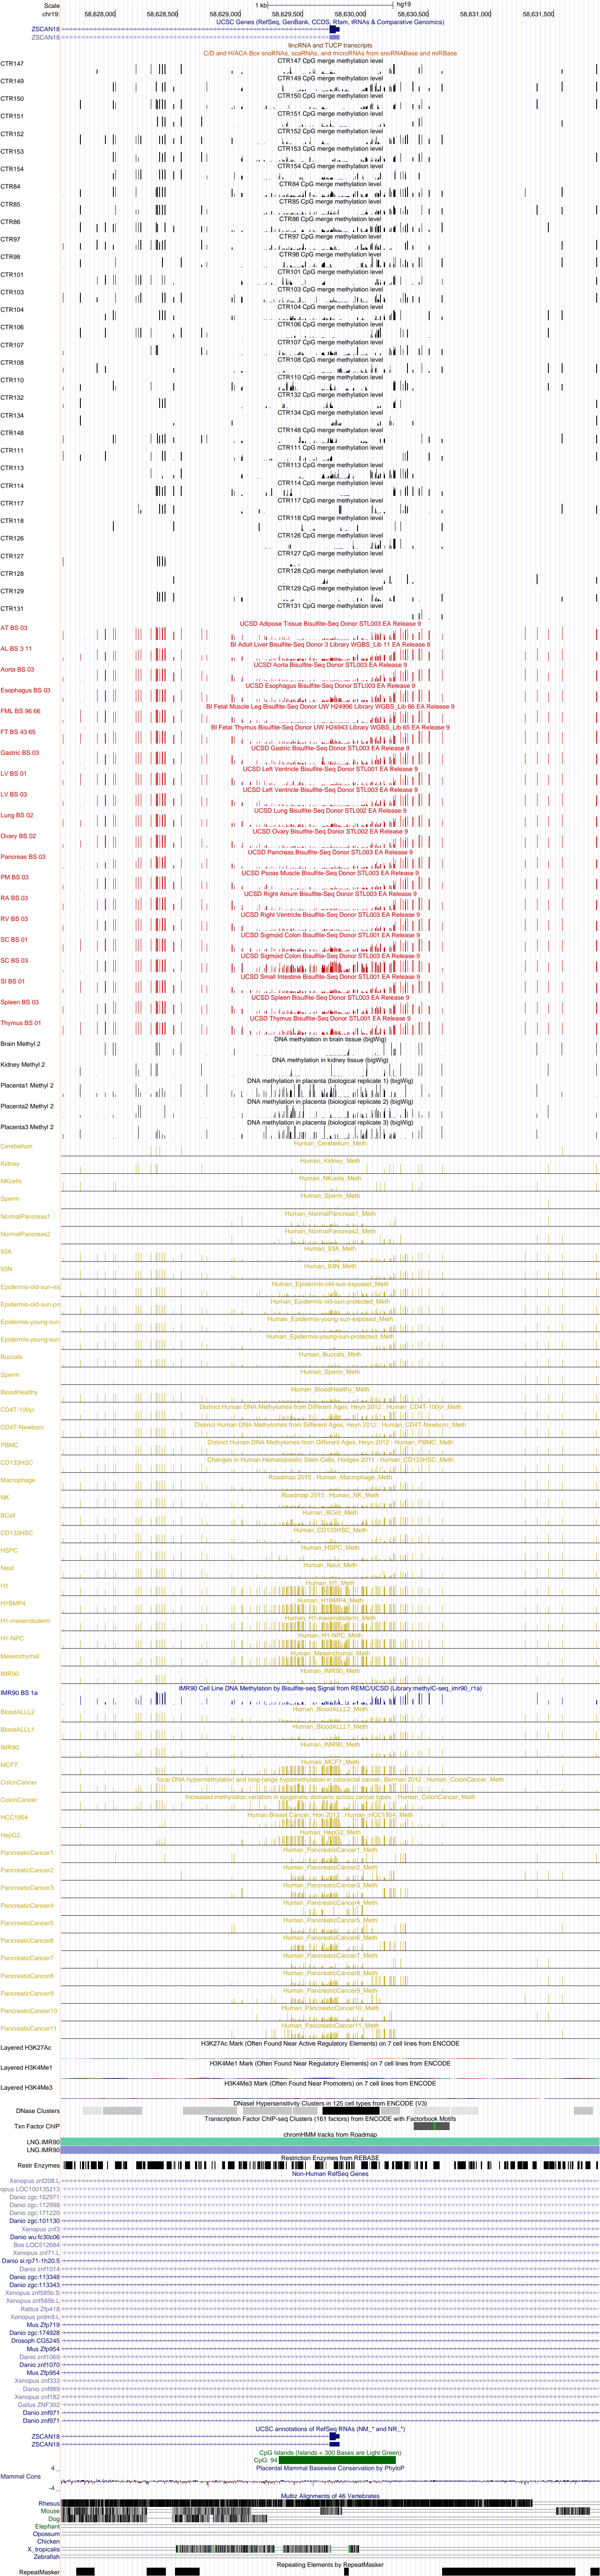 Scale 1 kb hg19
chr19: 58,628,000 58,628,500 58,629,000 58,629,500 58,630,000 58,630,500 58,631,000 58,631,500
UCSC Genes (RefSeq, GenBank, CCDS, Rfam, tRNAs & Comparative Genomics)
ZSCAN18
ZSCAN18
lincRNA and TUCP transcripts
C/D and H/ACA Box snoRNAs, scaRNAs, and microRNAs from snoRNABase and miRBase
CTR147 CTR147 CpG merge methylation level
CTR149 CTR149 CpG merge methylation level
CTR150 CTR150 CpG merge methylation level
CTR151 CTR151 CpG merge methylation level
CTR152 CTR152 CpG merge methylation level
CTR153 CTR153 CpG merge methylation level
CTR154 CTR154 CpG merge methylation level
CTR84 CTR84 CpG merge methylation level
CTR85 CTR85 CpG merge methylation level
CTR86 CTR86 CpG merge methylation level
CTR97 CTR97 CpG merge methylation level
CTR98 CTR98 CpG merge methylation level
CTR101 CTR101 CpG merge methylation level
CTR103 CTR103 CpG merge methylation level
CTR104 CTR104 CpG merge methylation level
CTR106 CTR106 CpG merge methylation level
CTR107 CTR107 CpG merge methylation level
CTR108 CTR108 CpG merge methylation level
CTR110 CTR110 CpG merge methylation level
CTR132 CTR132 CpG merge methylation level
CTR134 CTR134 CpG merge methylation level
CTR148 CTR148 CpG merge methylation level
CTR111 CTR111 CpG merge methylation level
CTR113 CTR113 CpG merge methylation level
CTR114 CTR114 CpG merge methylation level
CTR117 CTR117 CpG merge methylation level
CTR118 CTR118 CpG merge methylation level
CTR126 CTR126 CpG merge methylation level
CTR127 CTR127 CpG merge methylation level
CTR128 CTR128 CpG merge methylation level
CTR129 CTR129 CpG merge methylation level
CTR131 CTR131 CpG merge methylation level
AT BS 03 UCSD Adipose Tissue Bisulfite-Seq Donor STL003 EA Release 9
AL BS 3 11 BI Adult Liver Bisulfite-Seq Donor 3 Library WGBS_Lib 11 EA Release 8
Aorta BS 03 UCSD Aorta Bisulfite-Seq Donor STL003 EA Release 9
Esophagus BS 03 UCSD Esophagus Bisulfite-Seq Donor STL003 EA Release 9
FML BS 96 66 BI Fetal Muscle Leg Bisulfite-Seq Donor UW H24996 Library WGBS_Lib 66 EA Release 9
FT BS 43 65 BI Fetal Thymus Bisulfite-Seq Donor UW H24943 Library WGBS_Lib 65 EA Release 9
Gastric BS 03 UCSD Gastric Bisulfite-Seq Donor STL003 EA Release 9
LV BS 01 UCSD Left Ventricle Bisulfite-Seq Donor STL001 EA Release 9
LV BS 03 UCSD Left Ventricle Bisulfite-Seq Donor STL003 EA Release 9
Lung BS 02 UCSD Lung Bisulfite-Seq Donor STL002 EA Release 9
Ovary BS 02 UCSD Ovary Bisulfite-Seq Donor STL002 EA Release 9
Pancreas BS 03 UCSD Pancreas Bisulfite-Seq Donor STL003 EA Release 9
PM BS 03 UCSD Psoas Muscle Bisulfite-Seq Donor STL003 EA Release 9
RA BS 03 UCSD Right Atrium Bisulfite-Seq Donor STL003 EA Release 9
RV BS 03 UCSD Right Ventricle Bisulfite-Seq Donor STL003 EA Release 9
SC BS 01 UCSD Sigmoid Colon Bisulfite-Seq Donor STL001 EA Release 9
SC BS 03 UCSD Sigmoid Colon Bisulfite-Seq Donor STL003 EA Release 9
SI BS 01 UCSD Small Intestine Bisulfite-Seq Donor STL001 EA Release 9
Spleen BS 03 UCSD Spleen Bisulfite-Seq Donor STL003 EA Release 9
Thymus BS 01 UCSD Thymus Bisulfite-Seq Donor STL001 EA Release 9
Brain Methyl 2 DNA methylation in brain tissue (bigWig)
Kidney Methyl 2 DNA methylation in kidney tissue (bigWig)
Placenta1 Methyl 2 DNA methylation in placenta (biological replicate 1) (bigWig)
Placenta2 Methyl 2 DNA methylation in placenta (biological replicate 2) (bigWig)
Placenta3 Methyl 2 DNA methylation in placenta (biological replicate 3) (bigWig)
Cerebellum Human_Cerebellum_Meth
Kidney Human_Kidney_Meth
NKcells Human_NKcells_Meth
Sperm Human_Sperm_Meth
NormalPancreas1 Human_NormalPancreas1_Meth
NormalPancreas2 Human_NormalPancreas2_Meth
93A Human_93A_Meth
93N Human_93N_Meth
Epidermis-old-sun-ex Human_Epidermis-old-sun-exposed_Meth
Epidermis-old-sun-pr Human_Epidermis-old-sun-protected_Meth
Epidermis-young-sun Human_Epidermis-young-sun-exposed_Meth
Epidermis-young-sun Human_Epidermis-young-sun-protected_Meth
Buccals Human_Buccals_Meth
Sperm Human_Sperm_Meth
BloodHealthy Human_BloodHealthy_Meth
CD4T-100yr Distinct Human DNA Methylomes from Different Ages, Heyn 2012 : Human_CD4T-100yr_Meth
CD4T-Newborn Distinct Human DNA Methylomes from Different Ages, Heyn 2012 : Human_CD4T-Newborn_Meth
PBMC Distinct Human DNA Methylomes from Different Ages, Heyn 2012 : Human_PBMC_Meth
CD133HSC Changes in Human Hematopoietic Stem Cells, Hodges 2011 : Human_CD133HSC_Meth
Macrophage Roadmap 2015 : Human_Macrophage_Meth
NK Roadmap 2015 : Human_NK_Meth
BCell Human_BCell_Meth
CD133HSC Human_CD133HSC_Meth
HSPC Human_HSPC_Meth
Neut Human_Neut_Meth
H1 Human_H1_Meth
H1BMP4 Human_H1BMP4_Meth
H1-mesendoderm Human_H1-mesendoderm_Meth
H1-NPC Human_H1-NPC_Meth
Mesenchymal Human_Mesenchymal_Meth
IMR90 Human_IMR90_Meth
IMR90 BS 1a IMR90 Cell Line DNA Methylation by Bisulfite-seq Signal from REMC/UCSD (Library:methylC-seq_imr90_r1a)
BloodALLL2 Human_BloodALLL2_Meth
BloodALLL1 Human_BloodALLL1_Meth
IMR90 Human_IMR90_Meth
MCF7 Human_MCF7_Meth
ColonCancer focal DNA hypermethylation and long-range hypomethylation in colorectal cancer, Berman 2012 : Human_ColonCancer_Meth
ColonCancer Increased methylation variation in epigenetic domains across cancer types. : Human_ColonCancer_Meth
HCC1954 Human Breast Cancer, Hon 2012 : Human_HCC1954_Meth
HepG2 Human_HepG2_Meth
PancreaticCancer1 Human_PancreaticCancer1_Meth
PancreaticCancer2 Human_PancreaticCancer2_Meth
PancreaticCancer3 Human_PancreaticCancer3_Meth
PancreaticCancer4 Human_PancreaticCancer4_Meth
PancreaticCancer5 Human_PancreaticCancer5_Meth
PancreaticCancer6 Human_PancreaticCancer6_Meth
PancreaticCancer7 Human_PancreaticCancer7_Meth
PancreaticCancer8 Human_PancreaticCancer8_Meth
PancreaticCancer9 Human_PancreaticCancer9_Meth
PancreaticCancer10 Human_PancreaticCancer10_Meth
PancreaticCancer11 Human_PancreaticCancer11_Meth
Layered H3K27Ac H3K27Ac Mark (Often Found Near Active Regulatory Elements) on 7 cell lines from ENCODE
Layered H3K4Me1 H3K4Me1 Mark (Often Found Near Regulatory Elements) on 7 cell lines from ENCODE
Layered H3K4Me3 H3K4Me3 Mark (Often Found Near Promoters) on 7 cell lines from ENCODE
DNaseI Hypersensitivity Clusters in 125 cell types from ENCODE (V3)
DNase Clusters
Transcription Factor ChIP-seq Clusters (161 factors) from ENCODE with Factorbook Motifs
Txn Factor ChIP
chromHMM tracks from Roadmap
LNG.IMR90
LNG.IMR90
Restriction Enzymes from REBASE
Restr Enzymes
Non-Human RefSeq Genes
Xenopus znf208.L
opus LOC100135213
Danio zgc:162971
Danio zgc:112998
Danio zgc:171220
Danio zgc:101130
Xenopus znf3
Danio wu:fc30c06
Bos LOC512684
Xenopus znf71.L
Danio si:rp71-1h20.5
Danio znf1014
Danio zgc:113348
Danio zgc:113343
Xenopus znf585b.S
Xenopus znf585b.L
Rattus Zfp418
Xenopus prdm9.L
Mus Zfp719
Danio zgc:174928
Drosoph CG5245
Mus Zfp954
Danio znf1069
Danio znf1070
Mus Zfp954
Xenopus znf333
Danio znf989
Xenopus znf182
Gallus ZNF302
Danio znf971
Danio znf971
UCSC annotations of RefSeq RNAs (NM_* and NR_*)
ZSCAN18
ZSCAN18
CpG Islands (Islands < 300 Bases are Light Green)
CpG: 94
Placental Mammal Basewise Conservation by PhyloP
4 _
Mammal Cons
-4 _
Multiz Alignments of 46 Vertebrates
Rhesus
Mouse
Dog
Elephant
Opossum
Chicken
X_tropicalis
Zebrafish
Repeating Elements by RepeatMasker
RepeatMasker